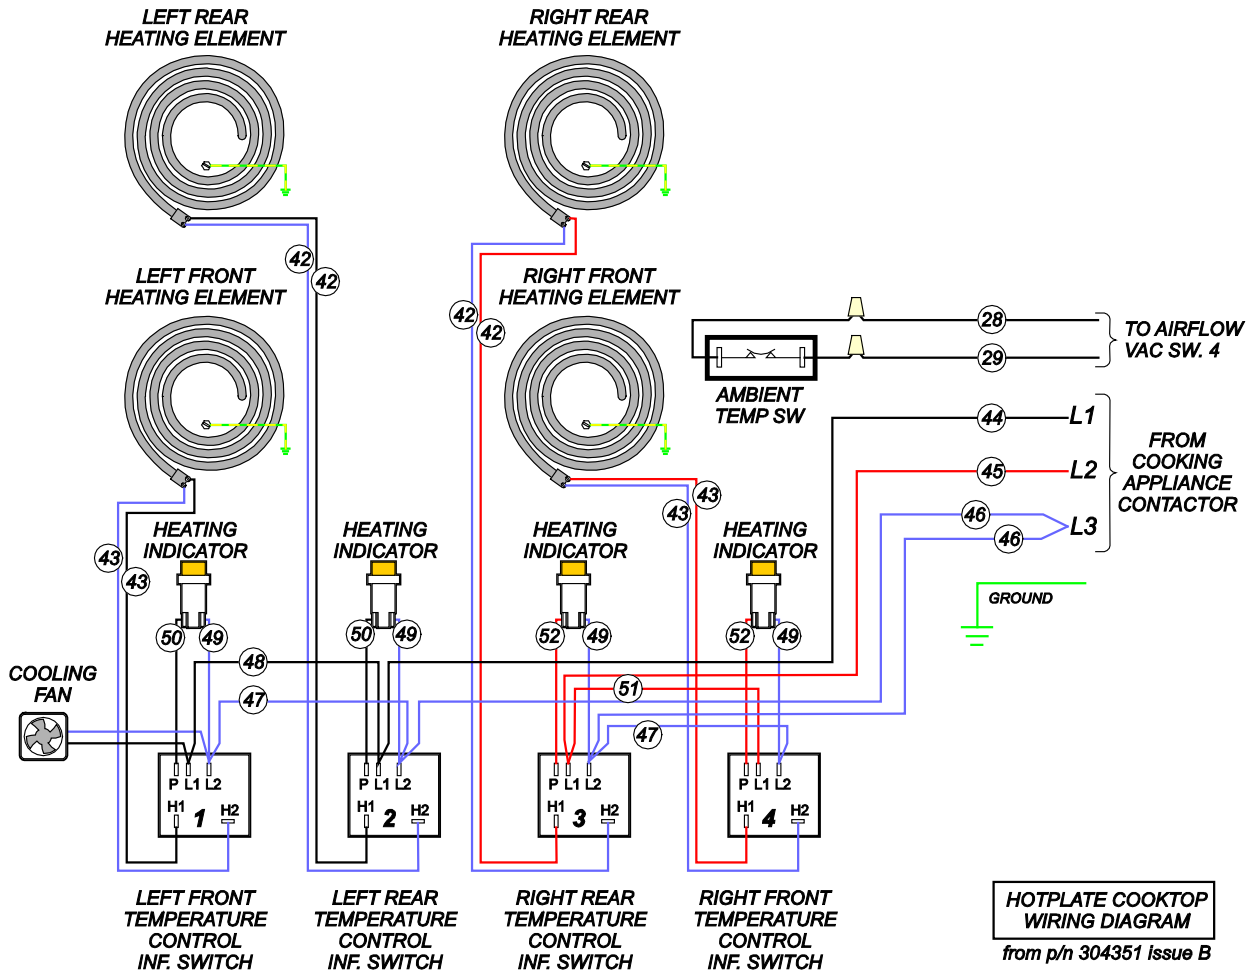 LEFT REAR
HEATING ELEMENT
RIGHT REAR
HEATING ELEMENT
42
42
LEFT FRONT
HEATING ELEMENT
RIGHT FRONT
HEATING ELEMENT
42
42
28
29
TO AIRFLOW
VAC SW. 4
AMBIENT
TEMP SW
44
L1
45
L2
46
46
L3
FROM
COOKING
APPLIANCE
CONTACTOR
43
43
43
43
HEATING
INDICATOR
HEATING
INDICATOR
HEATING
INDICATOR
HEATING
INDICATOR
GROUND
50
49
50
49
52
49
52
49
48
47
51
47
COOLING
FAN
P L1 L2
H1
1
H2
P L1 L2
H1
2
H2
P L1 L2
H1
3
H2
P L1 L2
H1
4
H2
LEFT FRONT
TEMPERATURE
CONTROL
INF. SWITCH
LEFT REAR
TEMPERATURE
CONTROL
INF. SWITCH
RIGHT REAR
TEMPERATURE
CONTROL
INF. SWITCH
RIGHT FRONT
TEMPERATURE
CONTROL
INF. SWITCH
HOTPLATE COOKTOP
WIRING DIAGRAM
from p/n 304351 issue B